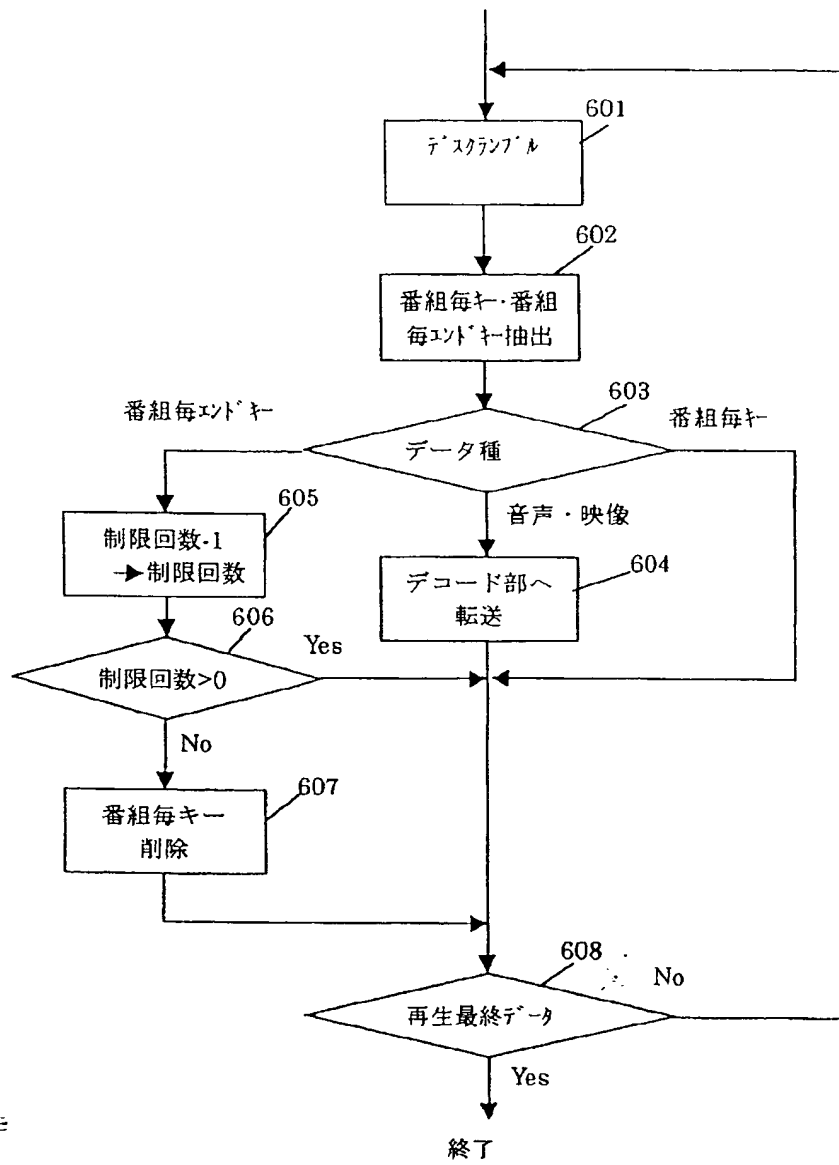 601
ﾃﾞｽｸﾗﾝﾌﾞﾙ
602
番組毎ｷｰ・番組
毎ｴﾝﾄﾞｷｰ抽出
603
番組毎ｴﾝﾄﾞｷｰ
番組毎ｷｰ
データ種
605
音声・映像
制限回数-1
→制限回数
604
デコード部へ
転送
606
Yes
制限回数>0
No
607
番組毎キー
削除
608
No
再生最終ﾃﾞｰﾀ
Yes
終了